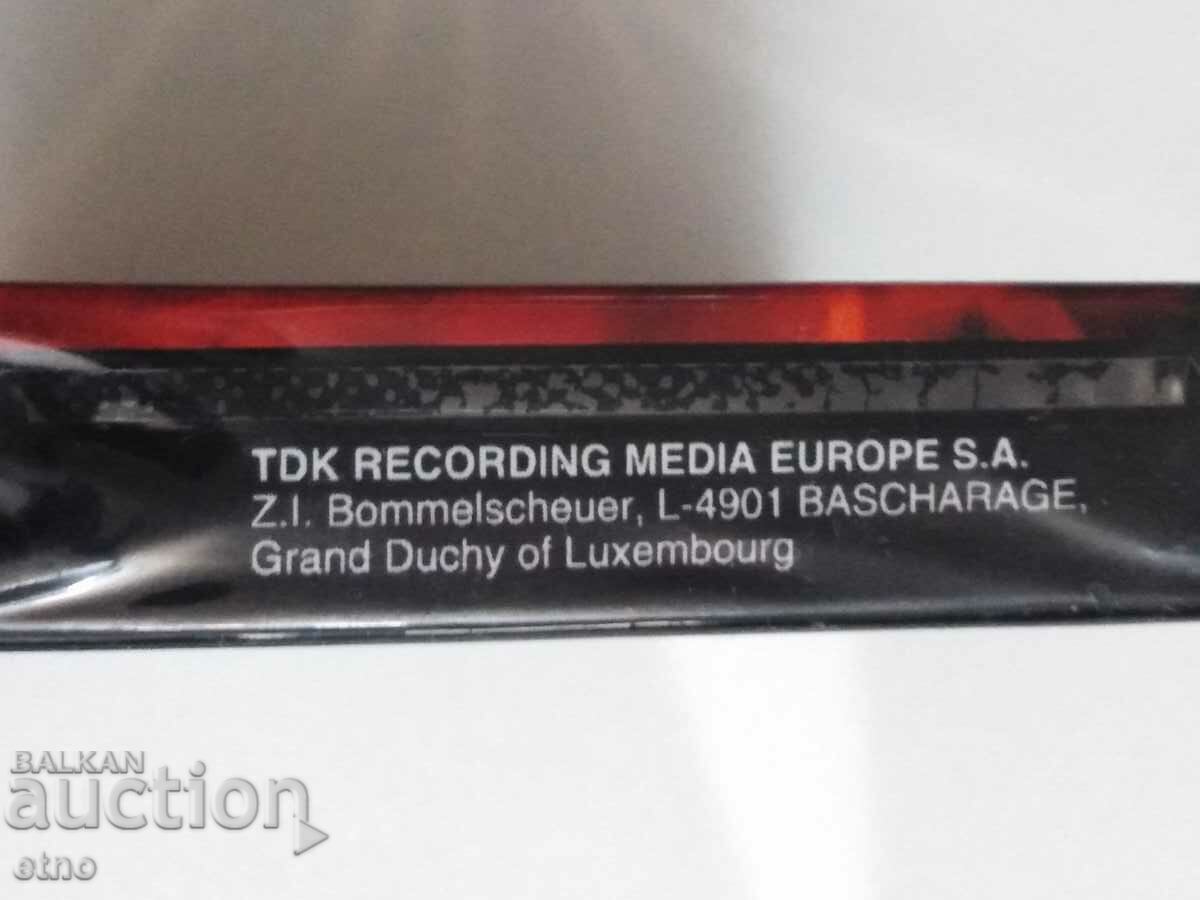 TDK RECORDING MEDIA EUROPE S.A.
Z.I. Bommelscheuer, L-4901 BASCHARAGE,
Grand Duchy of Luxembourg
BALKAN
auction
etno